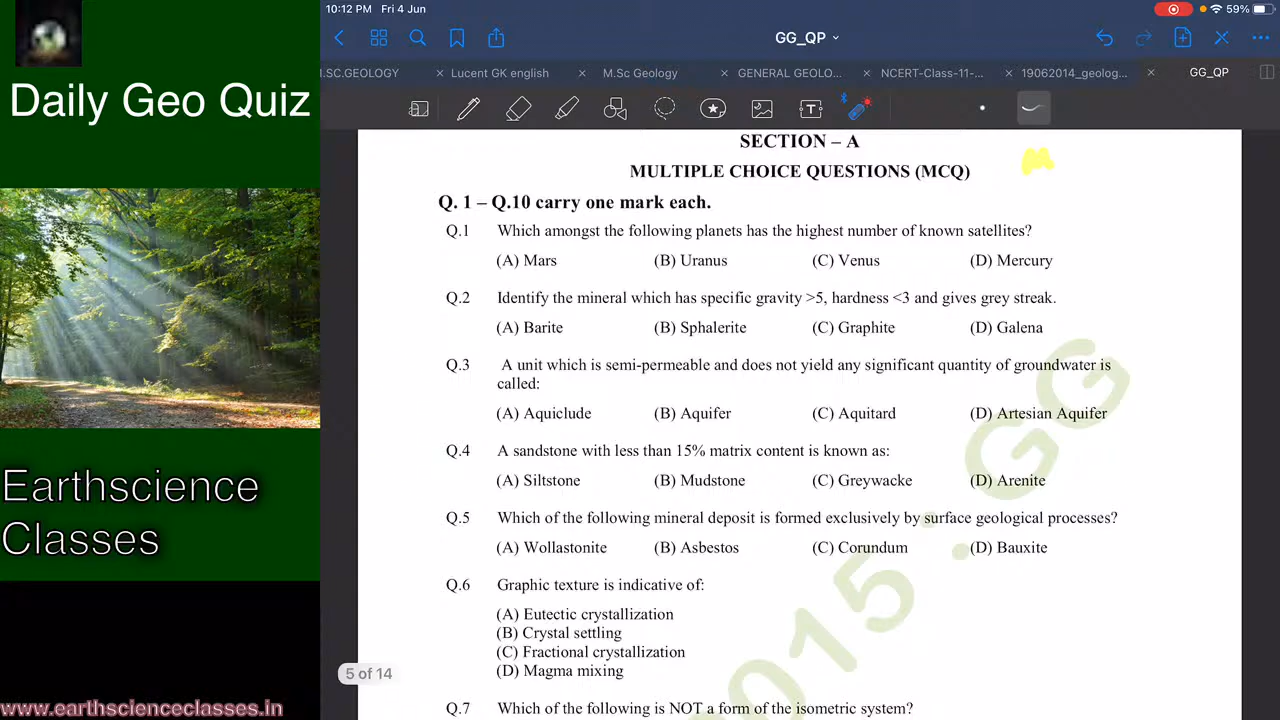 10:12 PM Fri 4 Jun
59%
GG_QP
M.SC.GEOLOGY
Lucent GK english
M.Sc Geology
GENERAL GEOLO...
NCERT-Class-11-...
19062014_geolog...
GG_QP
Daily Geo Quiz
Earthscience
Classes
www.earthscienceclasses.in
SECTION – A
MULTIPLE CHOICE QUESTIONS (MCQ)
Q. 1 – Q.10 carry one mark each.
Q.1 Which amongst the following planets has the highest number of known satellites?
(A) Mars (B) Uranus (C) Venus (D) Mercury
Q.2 Identify the mineral which has specific gravity >5, hardness <3 and gives grey streak.
(A) Barite (B) Sphalerite (C) Graphite (D) Galena
Q.3 A unit which is semi-permeable and does not yield any significant quantity of groundwater is
called:
(A) Aquiclude (B) Aquifer (C) Aquitard (D) Artesian Aquifer
Q.4 A sandstone with less than 15% matrix content is known as:
(A) Siltstone (B) Mudstone (C) Greywacke (D) Arenite
Q.5 Which of the following mineral deposit is formed exclusively by surface geological processes?
(A) Wollastonite (B) Asbestos (C) Corundum (D) Bauxite
Q.6 Graphic texture is indicative of:
(A) Eutectic crystallization
(B) Crystal settling
(C) Fractional crystallization
(D) Magma mixing
5 of 14
Q.7 Which of the following is NOT a form of the isometric system?
2015 : GG